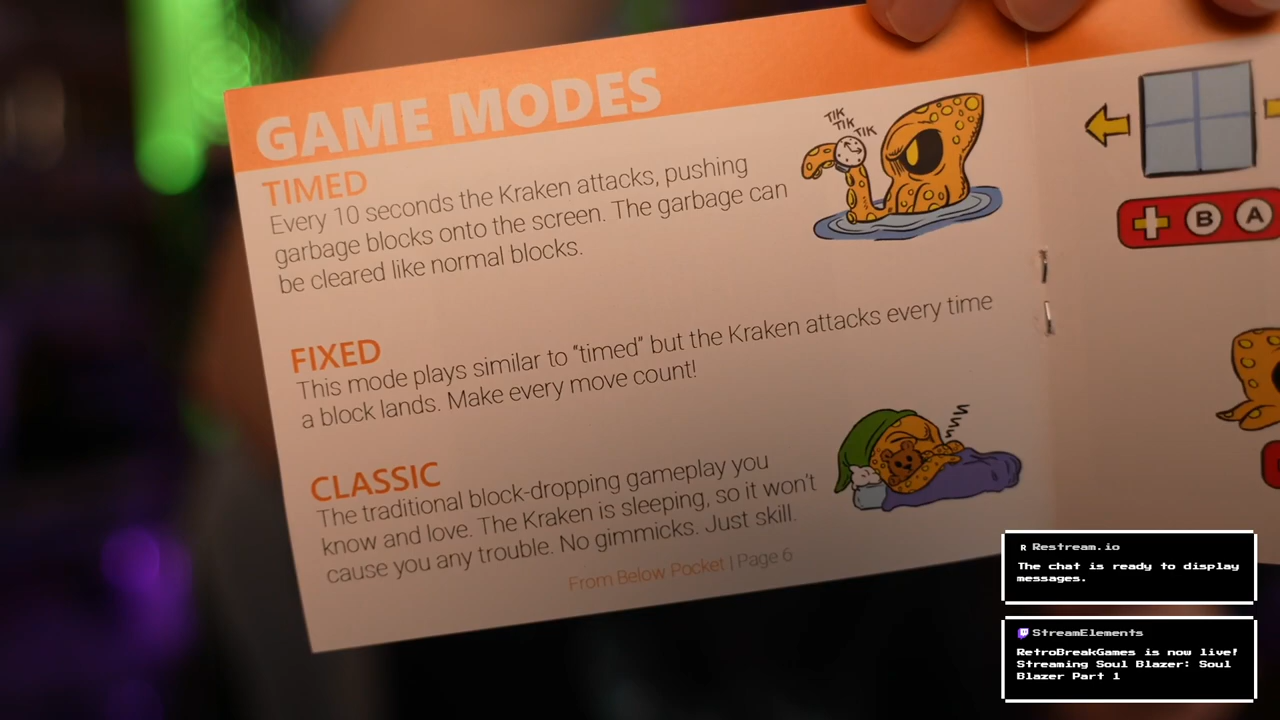 GAME MODES
TIMED
Every 10 seconds the Kraken attacks, pushing
garbage blocks onto the screen. The garbage can
be cleared like normal blocks.
TIK
TIK
TIK
FIXED
This mode plays similar to "timed" but the Kraken attacks every time
a block lands. Make every move count!
CLASSIC
The traditional block-dropping gameplay you
know and love. The Kraken is sleeping, so it won't
cause you any trouble. No gimmicks. Just skill.
From Below Pocket | Page 6
B A
R Restream.io
The chat is ready to display
messages.
StreamElements
RetroBreakGames is now live!
Streaming Soul Blazer: Soul
Blazer Part 1